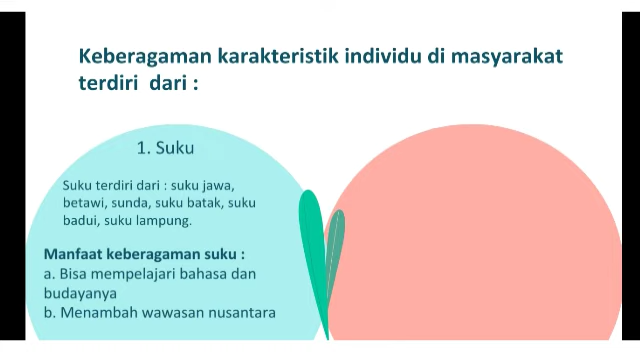 Keberagaman karakteristik individu di masyarakat
terdiri dari :
1. Suku
Suku terdiri dari : suku jawa,
betawi, sunda, suku batak, suku
badui, suku lampung.
Manfaat keberagaman suku :
a. Bisa mempelajari bahasa dan
budayanya
b. Menambah wawasan nusantara